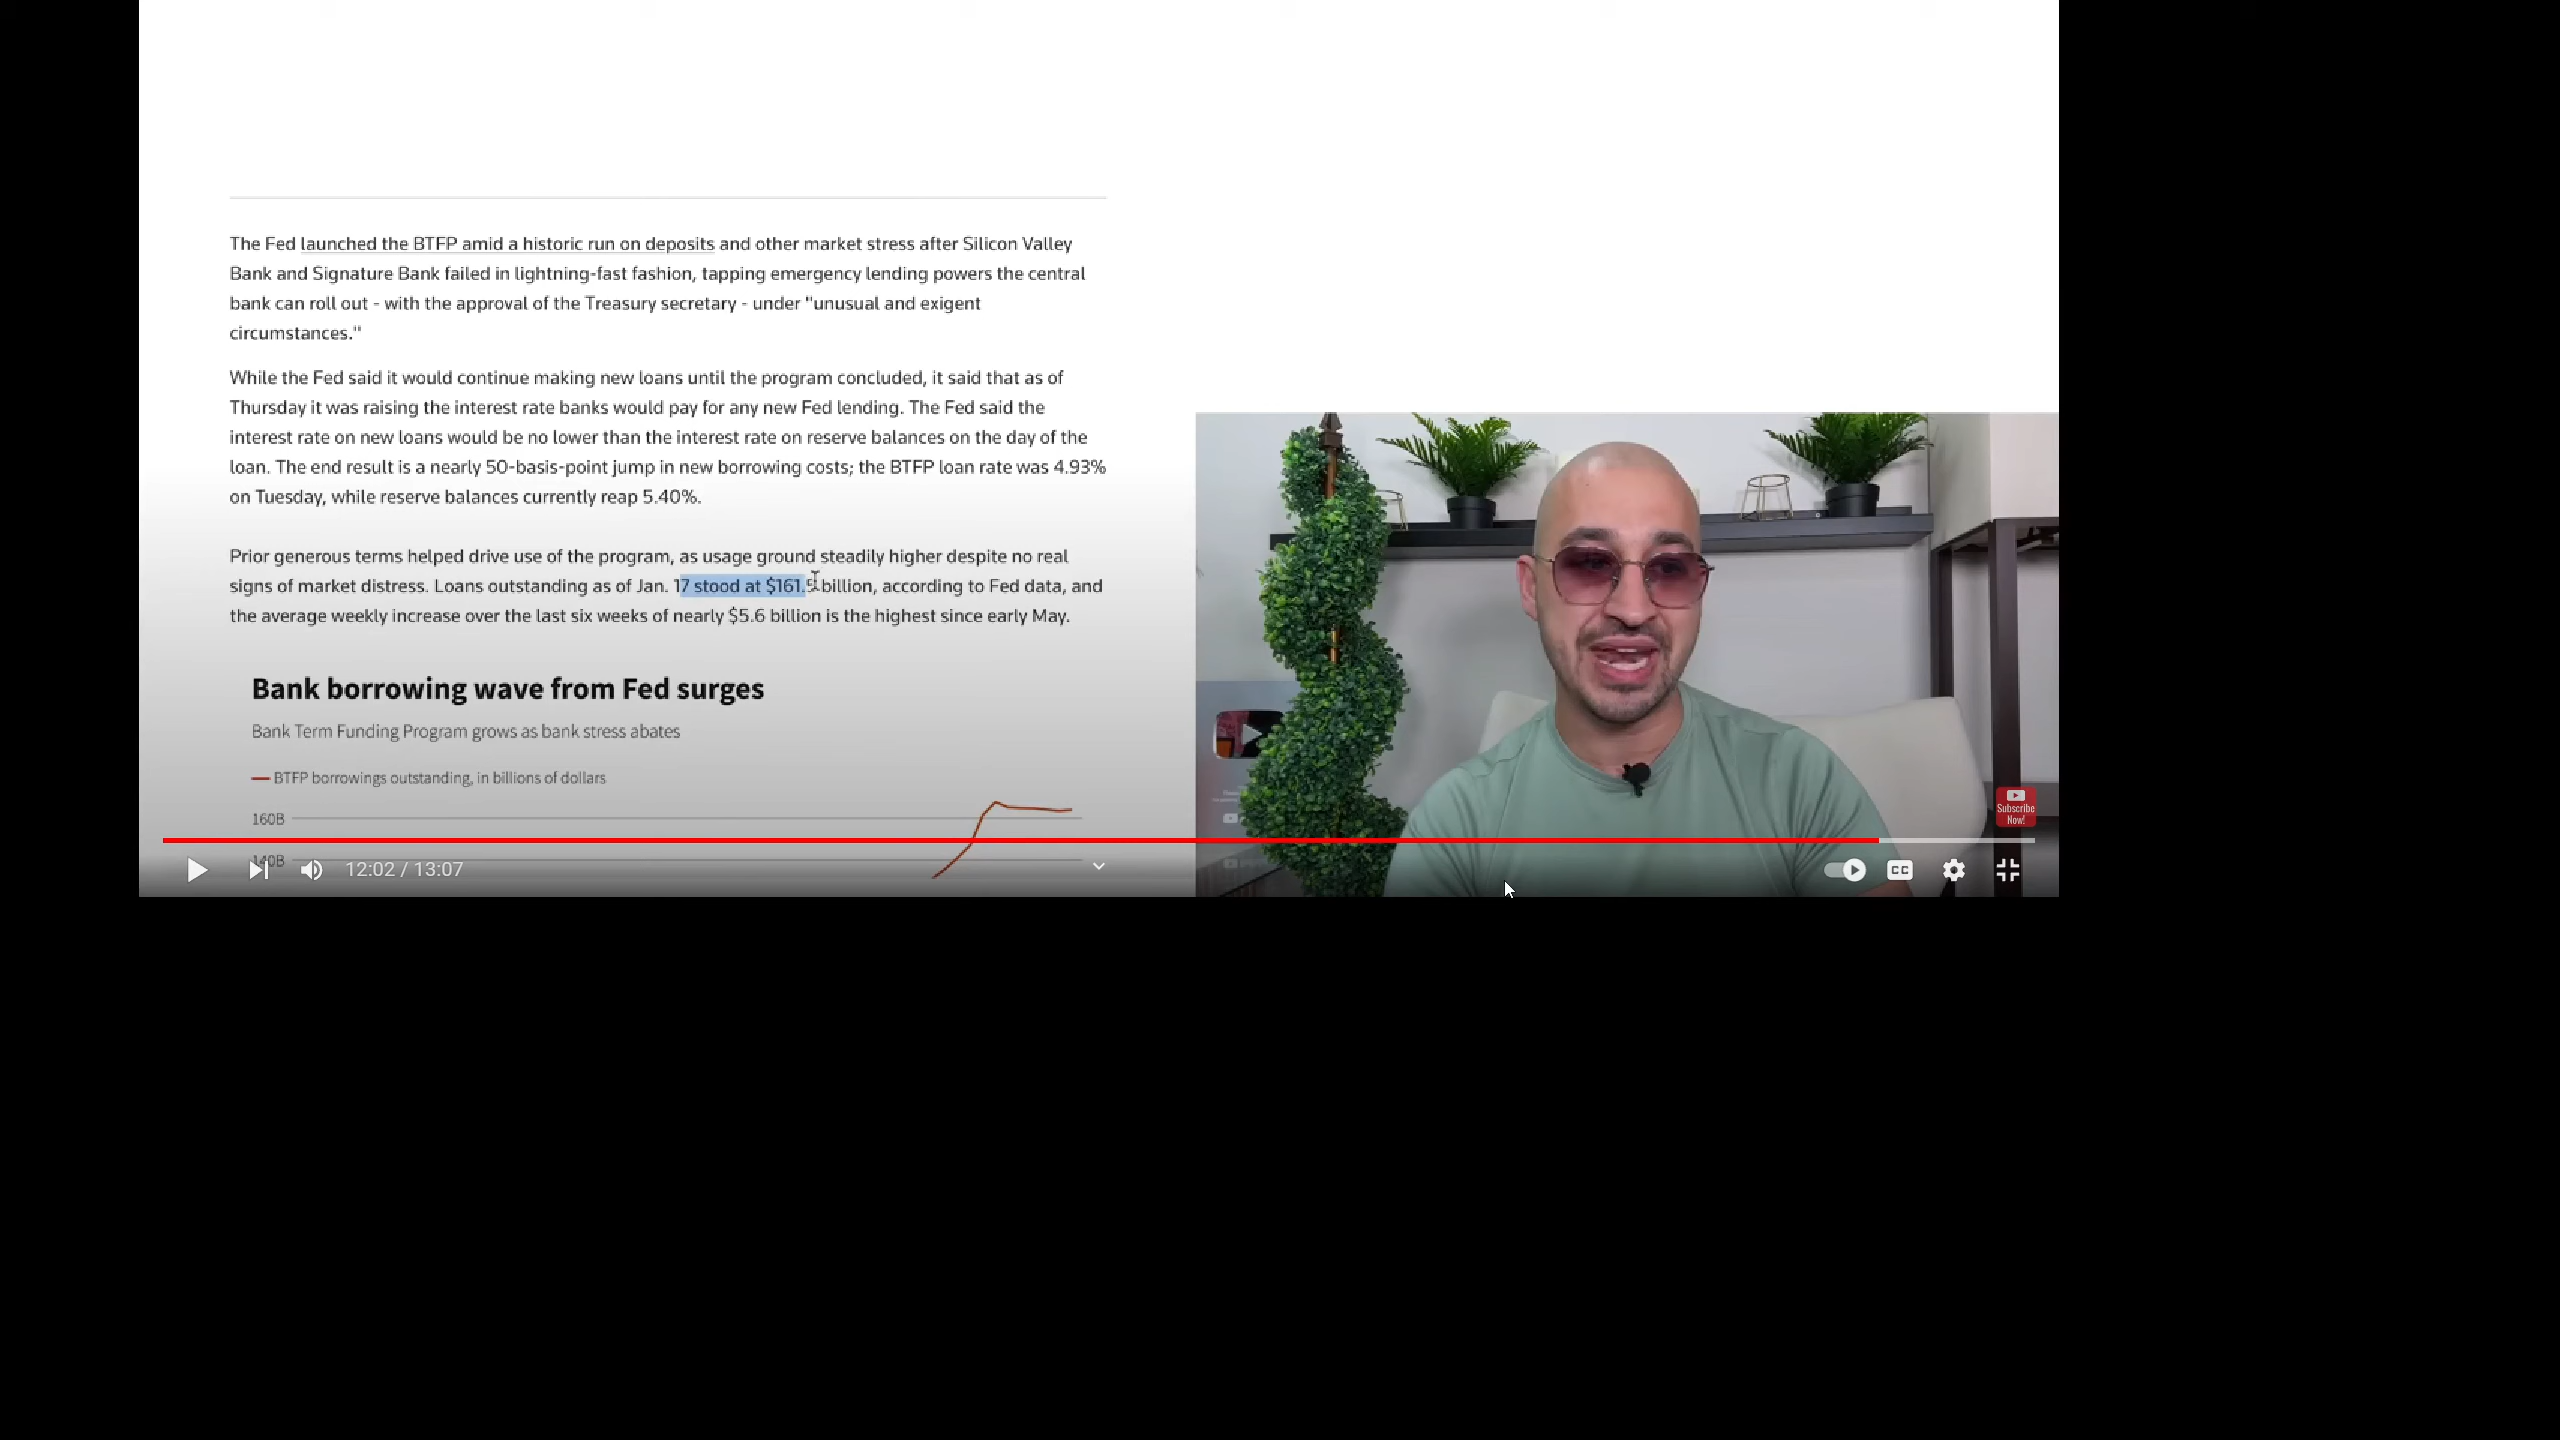 The Fed launched the BTFP amid a historic run on deposits and other market stress after Silicon Valley
Bank and Signature Bank failed in lightning-fast fashion, tapping emergency lending powers the central
bank can roll out - with the approval of the Treasury secretary - under "unusual and exigent
circumstances."
While the Fed said it would continue making new loans until the program concluded, it said that as of
Thursday it was raising the interest rate banks would pay for any new Fed lending. The Fed said the
interest rate on new loans would be no lower than the interest rate on reserve balances on the day of the
loan. The end result is a nearly 50-basis-point jump in new borrowing costs; the BTFP loan rate was 4.93%
on Tuesday, while reserve balances currently reap 5.40%.
Prior generous terms helped drive use of the program, as usage ground steadily higher despite no real
signs of market distress. Loans outstanding as of Jan. 17 stood at $161.5 billion, according to Fed data, and
the average weekly increase over the last six weeks of nearly $5.6 billion is the highest since early May.
Bank borrowing wave from Fed surges
Bank Term Funding Program grows as bank stress abates
BTFP borrowings outstanding, in billions of dollars
160B
140B
Subscribe
Now!
12:02 / 13:07
CC